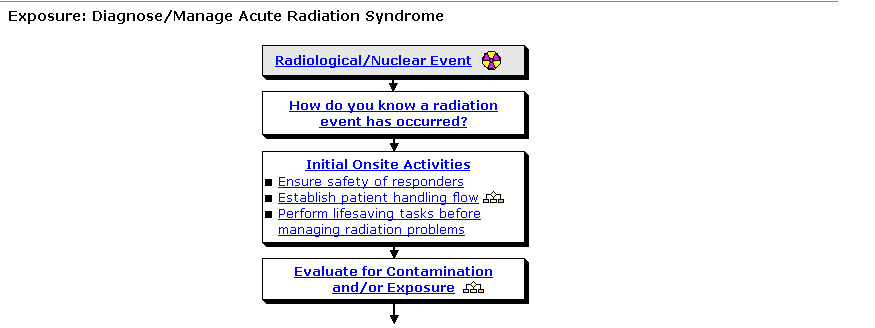 Exposure: Diagnose/Manage Acute Radiation Syndrome
Radiological/Nuclear Event
How do you know a radiation
event has occurred?
Initial Onsite Activities
Ensure safety of responders
Establish patient handling flow
Perform lifesaving tasks before
managing radiation problems
Evaluate for Contamination
and/or Exposure